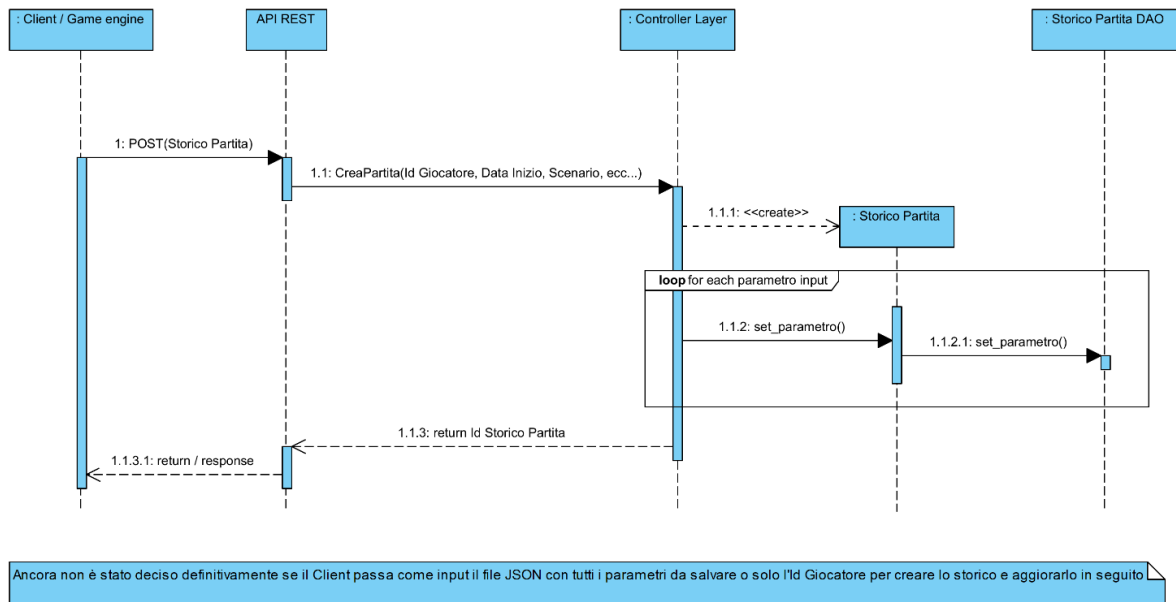 : Client / Game engine
API REST
: Controller Layer
: Storico Partita DAO
1: POST(Storico Partita)
1.1: CreaPartita(Id Giocatore, Data Inizio, Scenario, ecc...)
1.1.1: <<create>>
: Storico Partita
loop for each parametro input
1.1.2: set_parametro()
1.1.2.1: set_parametro()
1.1.3: return Id Storico Partita
1.1.3.1: return / response
Ancora non è stato deciso definitivamente se il Client passa come input il file JSON con tutti i parametri da salvare o solo l'Id Giocatore per creare lo storico e aggiorarlo in seguito